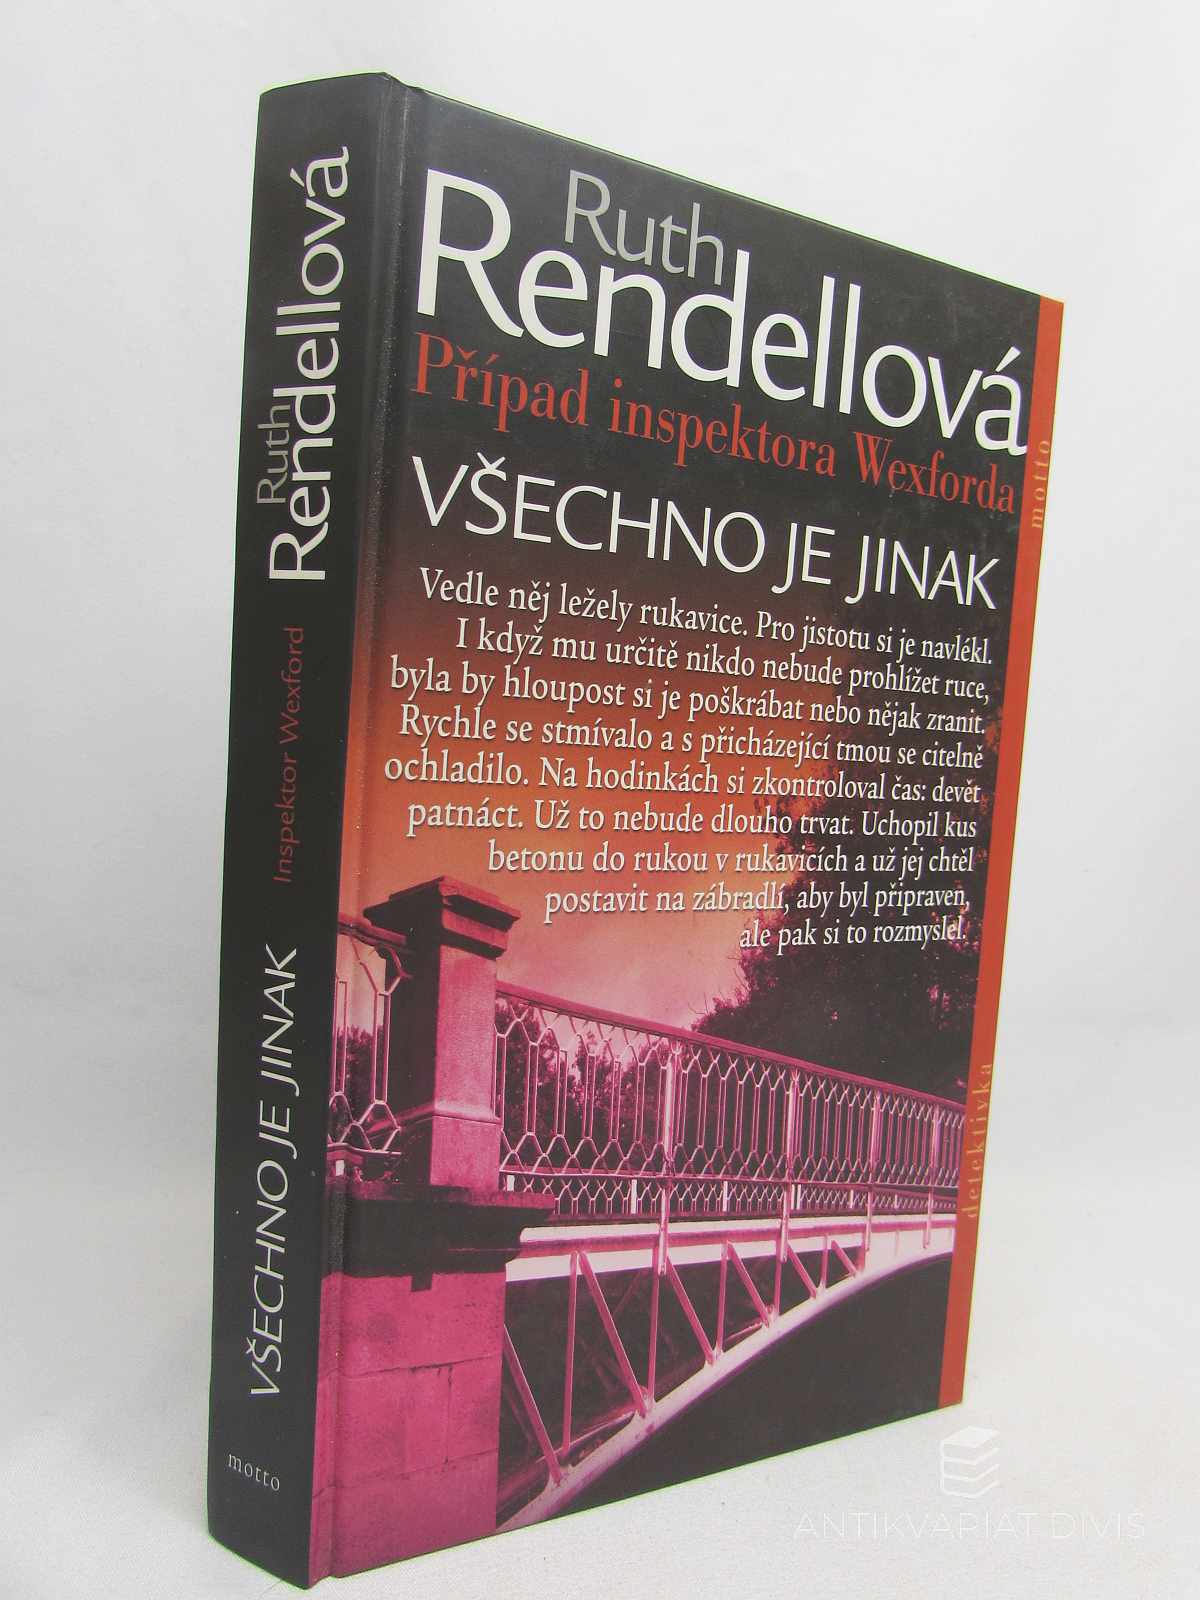 Ruth
Rendellová
Případ inspektora Wexforda
VŠECHNO JE JINAK
Vedle něj ležely rukavice. Pro jistotu si je navlékl.
I když mu určitě nikdo nebude prohlížet ruce,
byla by hloupost si je poškrábat nebo nějak zranit.
Rychle se stmívalo a s přicházející tmou se citelně
ochladilo. Na hodinkách si zkontroloval čas: devět
patnáct. Už to nebude dlouho trvat. Uchopil kus
betonu do rukou v rukavicích a už jej chtěl
postavit na zábradlí, aby byl připraven,
ale pak si to rozmyslel.
motto
detektivka
Ruth
Rendellová
Inspektor Wexford
VŠECHNO JE JINAK
motto
ANTIKVARIÁT DIVIŠ